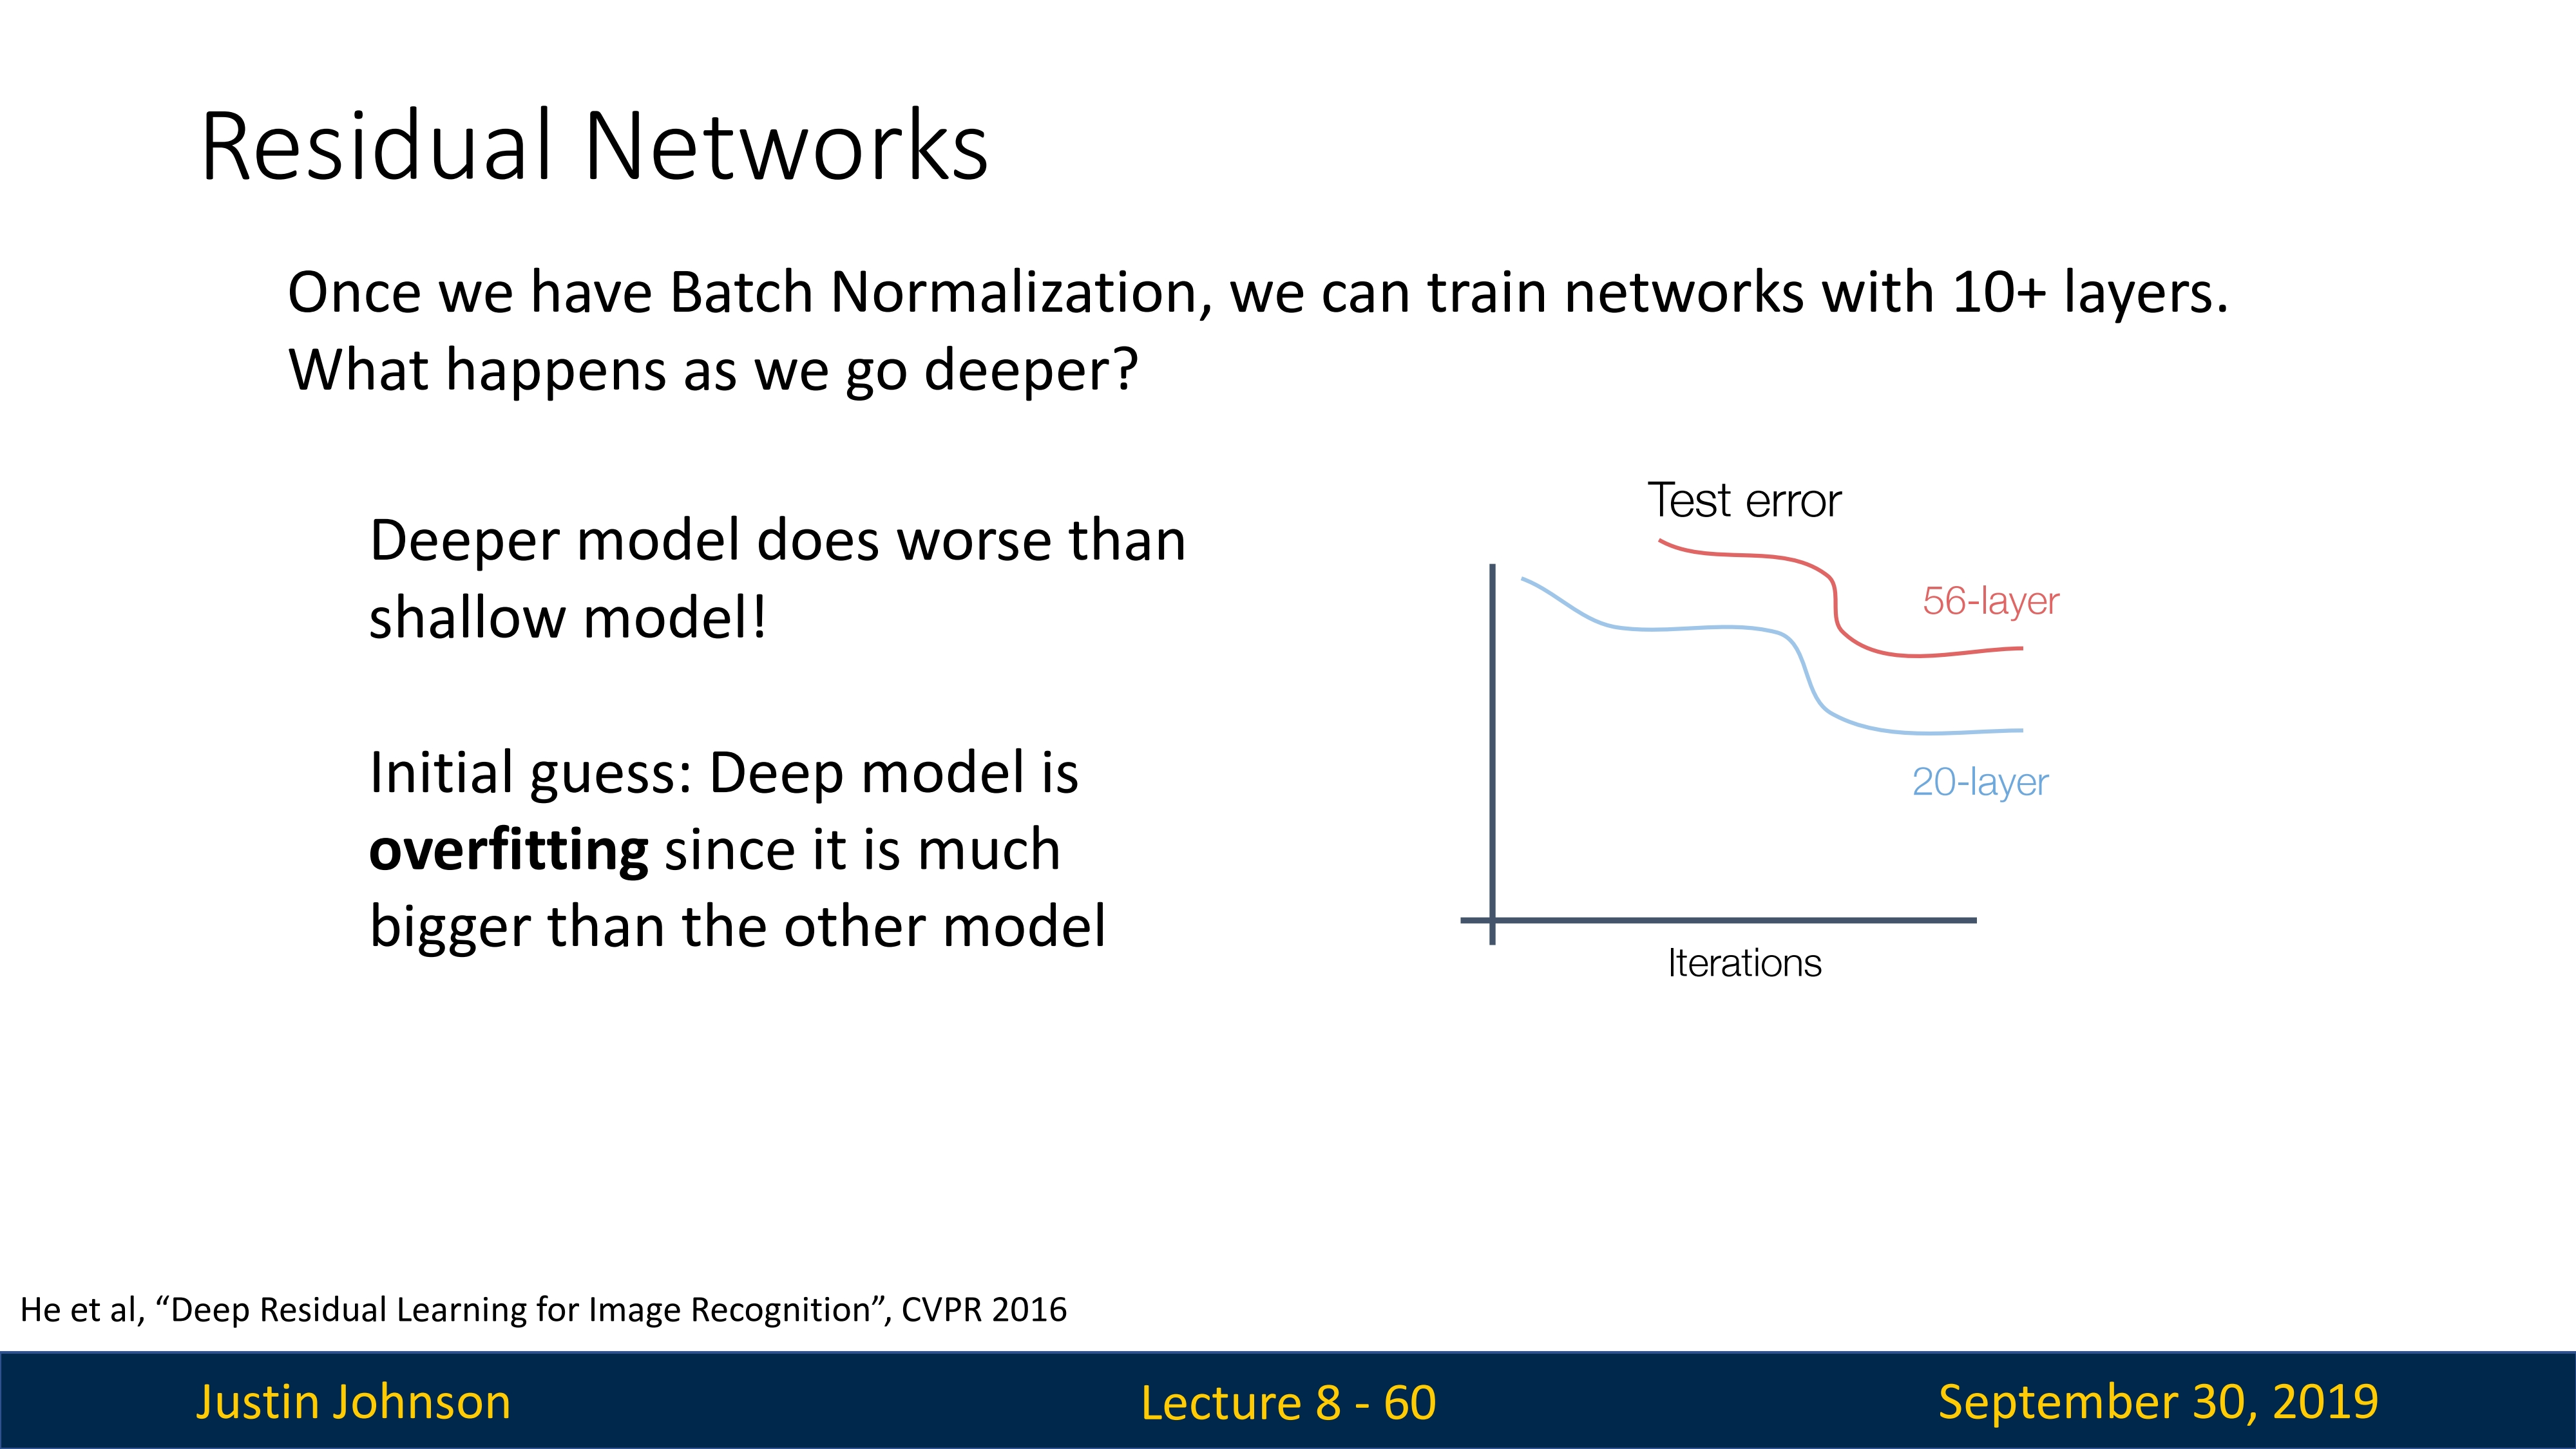 Residual Networks
Once we have Batch Normalization, we can train networks with 10+ layers.
What happens as we go deeper?
Deeper model does worse than
shallow model!
Initial guess: Deep model is
overfitting since it is much
bigger than the other model
Test error
56-layer
20-layer
Iterations
He et al, “Deep Residual Learning for Image Recognition”, CVPR 2016
Justin Johnson
Lecture 8 - 60
September 30, 2019